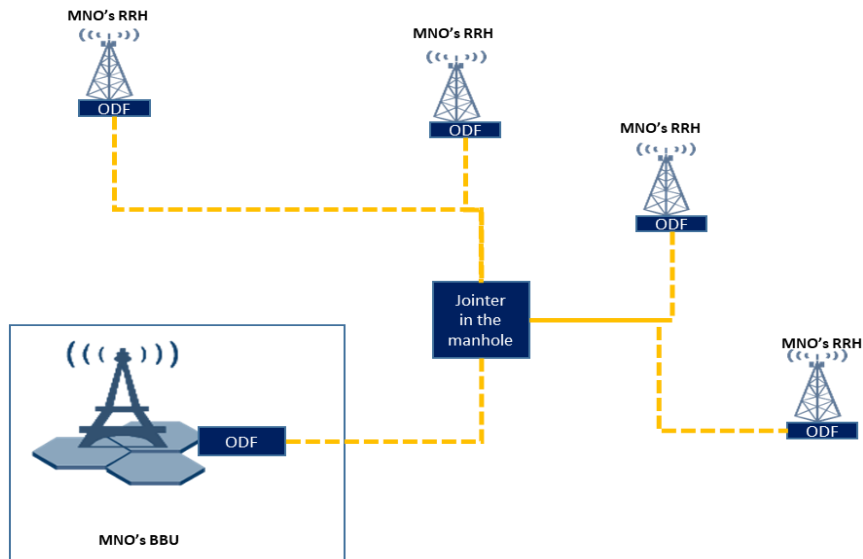 MNO's RRH
ODF
MNO's RRH
ODF
MNO's RRH
ODF
Jointer
in the
manhole
MNO's RRH
ODF
ODF
MNO's BBU